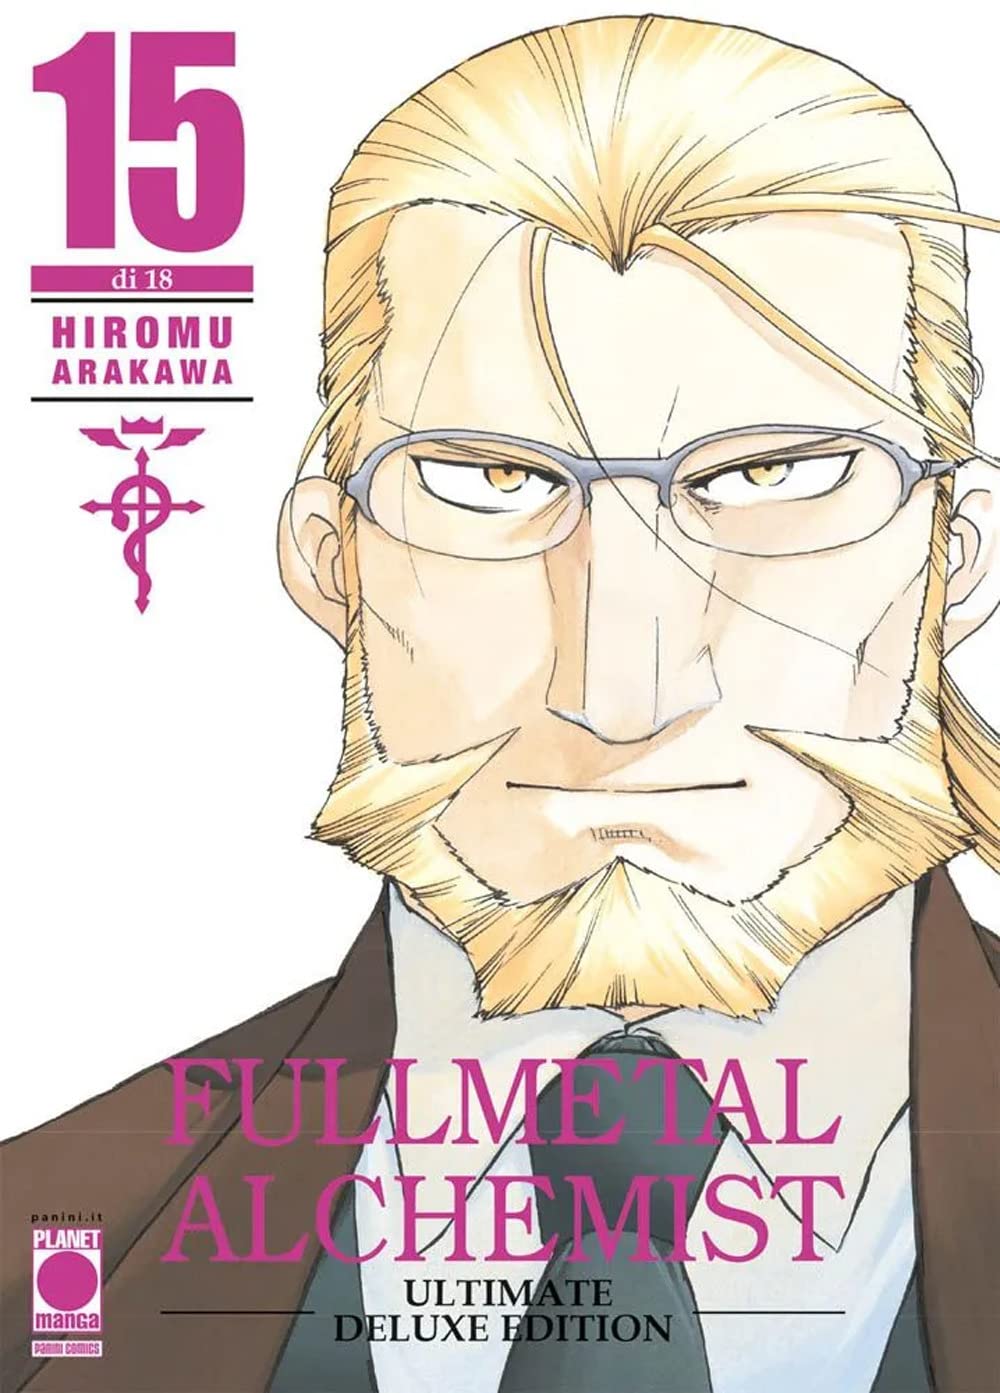 15
di 18
HIROMU
ARAKAWA
FULLMETAL
ALCHEMIST
ULTIMATE
DELUXE EDITION
panini.it
PLANET
manga
PANINI COMICS